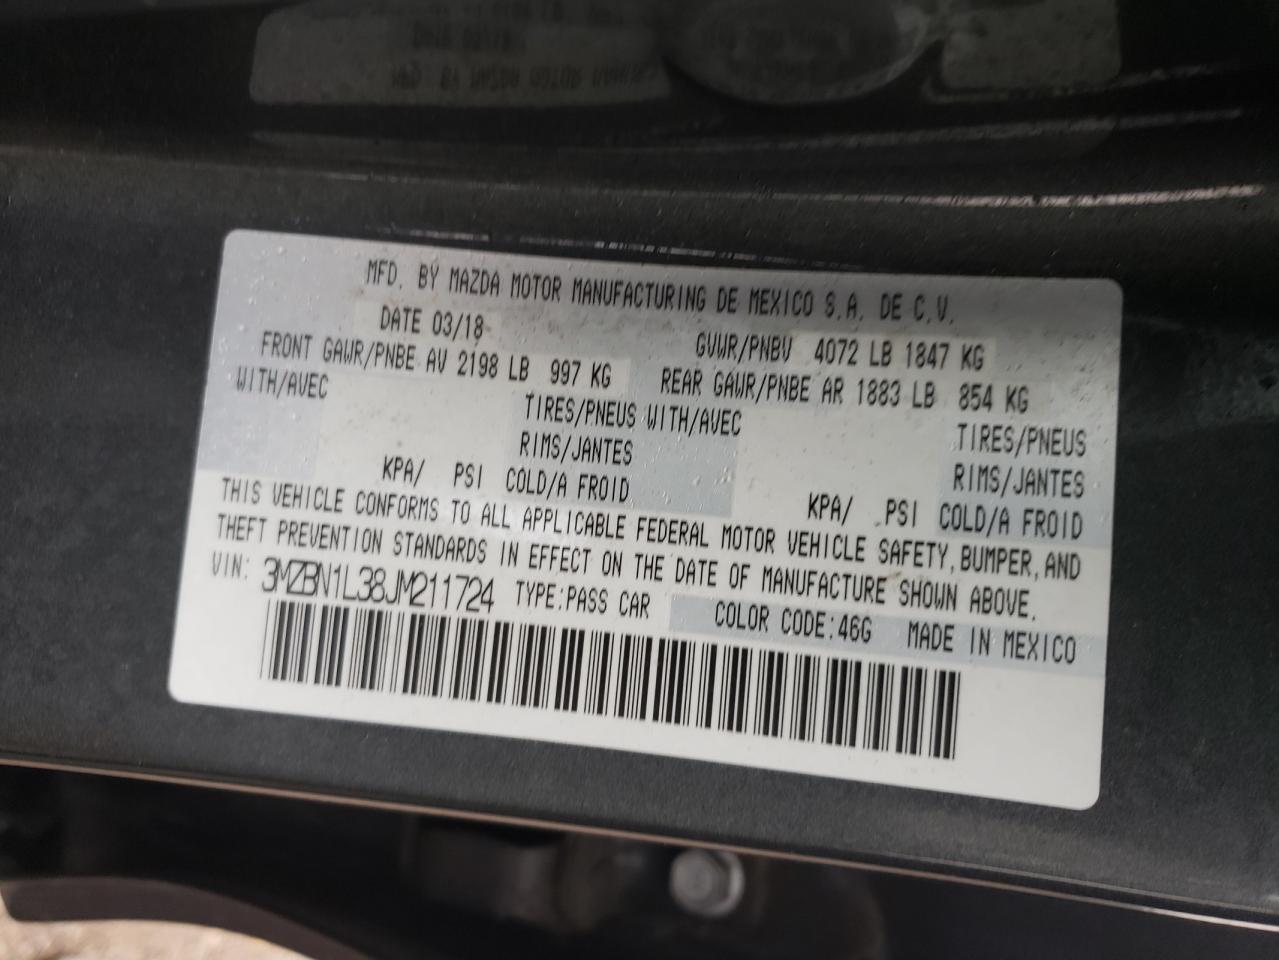 MFD. BY MAZDA MOTOR MANUFACTURING DE MEXICO S.A. DE C.V.
DATE 03/18 GVWR/PNBV 4072 LB 1847 KG
FRONT GAWR/PNBE AV 2198 LB 997 KG REAR GAWR/PNBE AR 1883 LB 854 KG
WITH/AVEC TIRES/PNEUS WITH/AVEC TIRES/PNEUS
RIMS/JANTES RIMS/JANTES
KPA/ PSI COLD/A FROID KPA/ PSI COLD/A FROID
THIS VEHICLE CONFORMS TO ALL APPLICABLE FEDERAL MOTOR VEHICLE SAFETY, BUMPER, AND
THEFT PREVENTION STANDARDS IN EFFECT ON THE DATE OF MANUFACTURE SHOWN ABOVE.
VIN: 3MZBN1L38JM211724 TYPE:PASS CAR COLOR CODE:46G MADE IN MEXICO